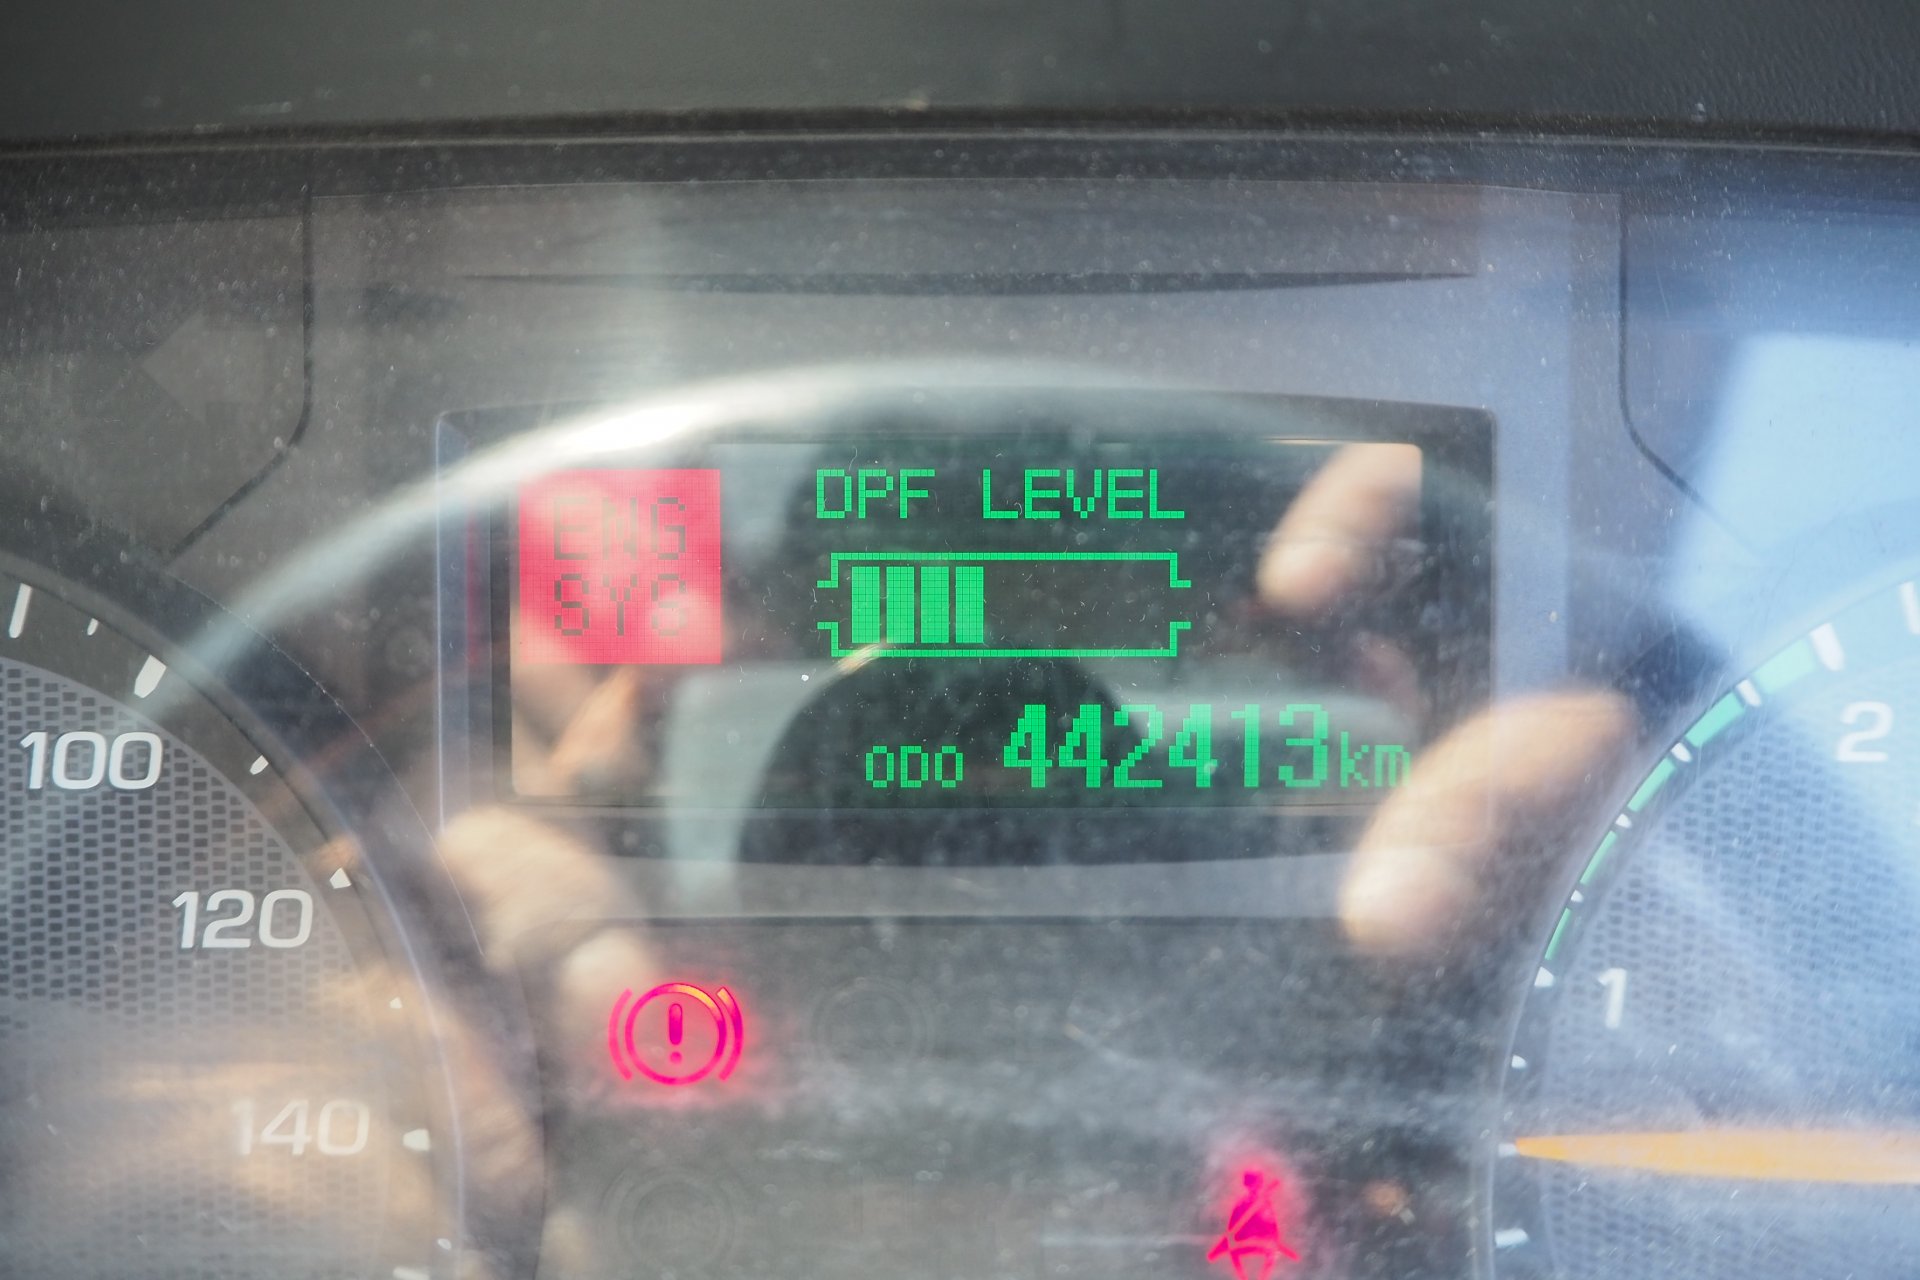 ENG
SYS
DPF LEVEL
ODO 442413km
100
120
140
2
1